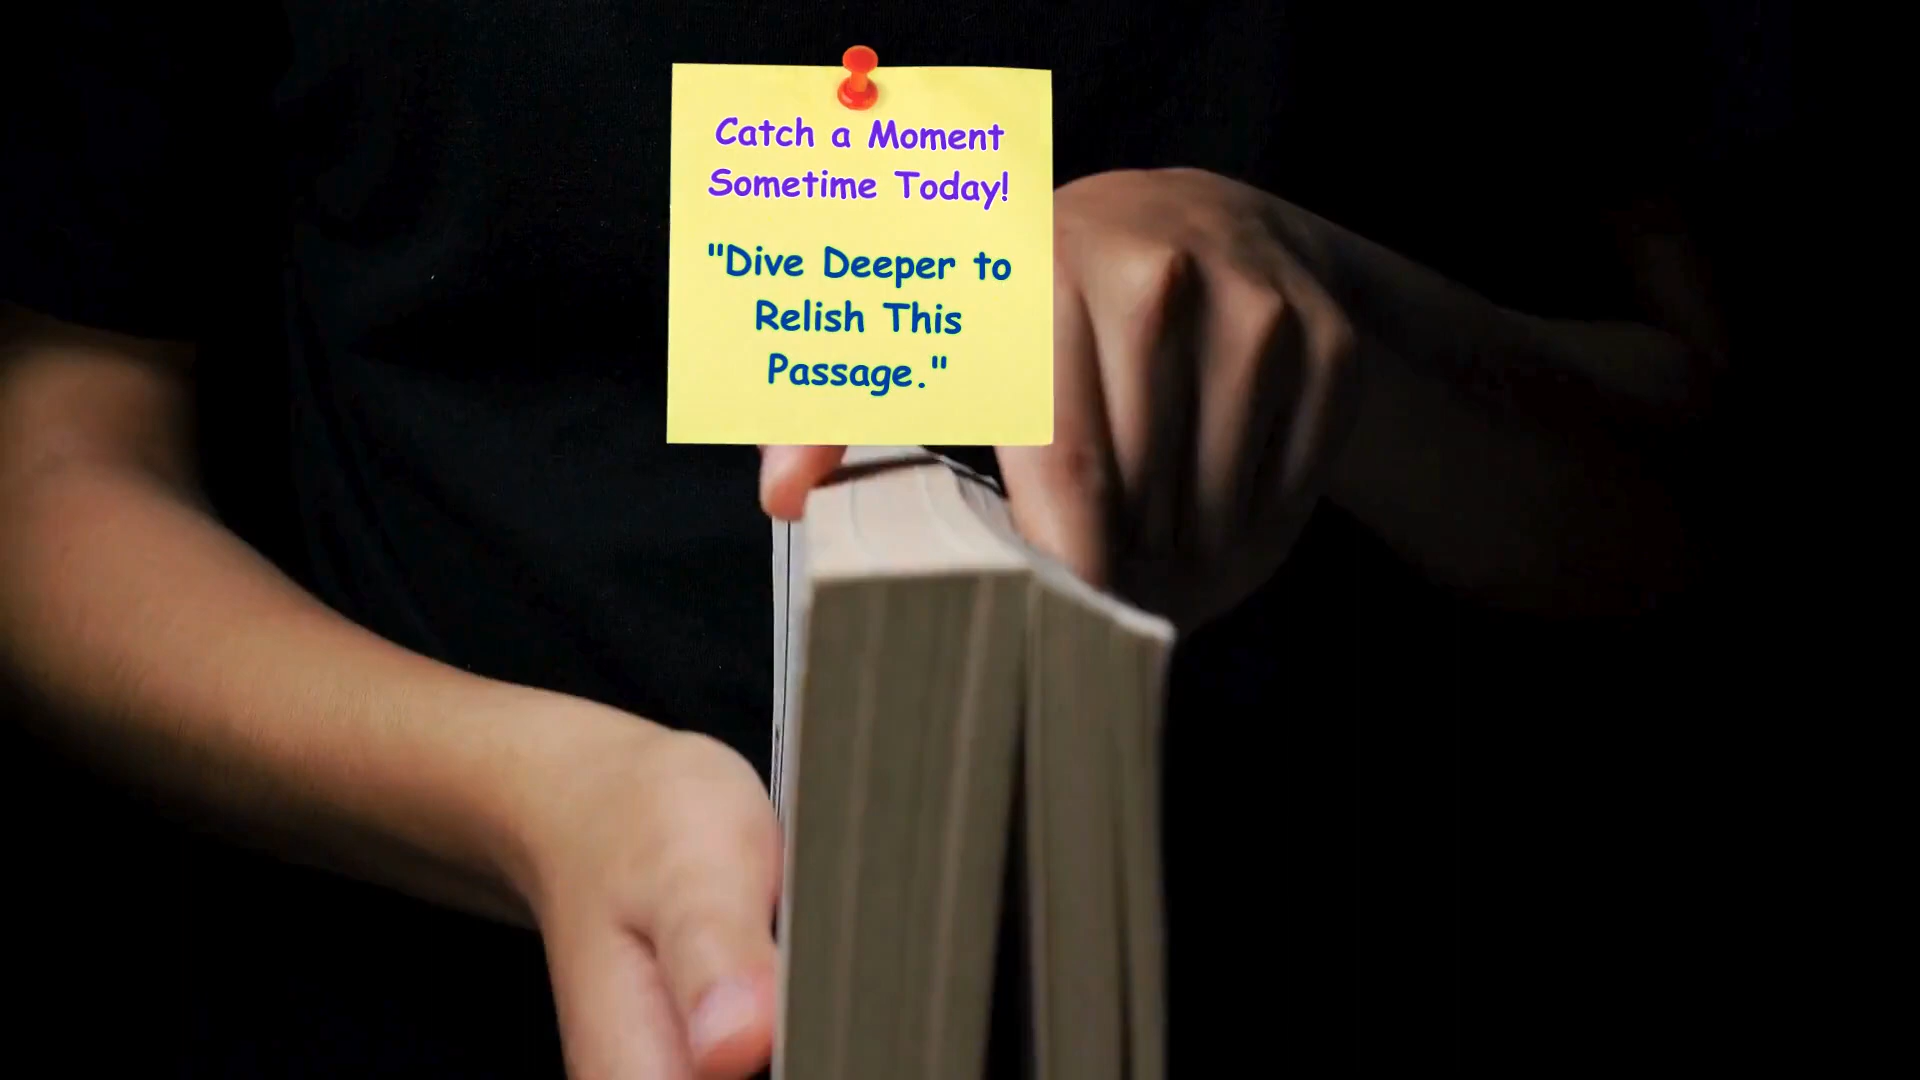 Catch a Moment
Sometime Today!
"Dive Deeper to
Relish This
Passage."